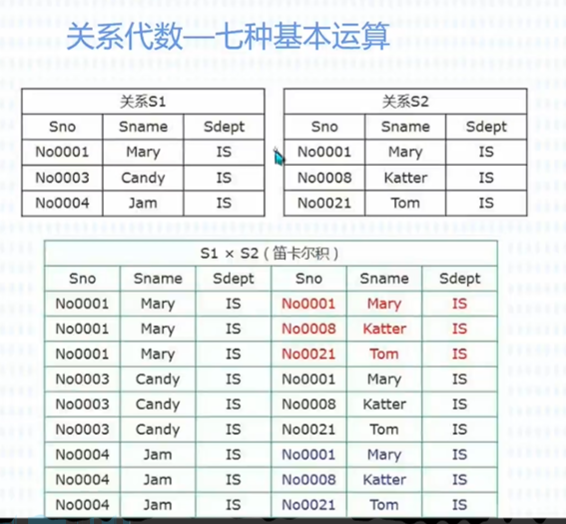 关系代数—七种基本运算
关系S1
Sno Sname Sdept
No0001 Mary IS
No0003 Candy IS
No0004 Jam IS
关系S2
Sno Sname Sdept
No0001 Mary IS
No0008 Katter IS
No0021 Tom IS
S1 × S2 ( 笛卡尔积 )
Sno Sname Sdept Sno Sname Sdept
No0001 Mary IS No0001 Mary IS
No0001 Mary IS No0008 Katter IS
No0001 Mary IS No0021 Tom IS
No0003 Candy IS No0001 Mary IS
No0003 Candy IS No0008 Katter IS
No0003 Candy IS No0021 Tom IS
No0004 Jam IS No0001 Mary IS
No0004 Jam IS No0008 Katter IS
No0004 Jam IS No0021 Tom IS